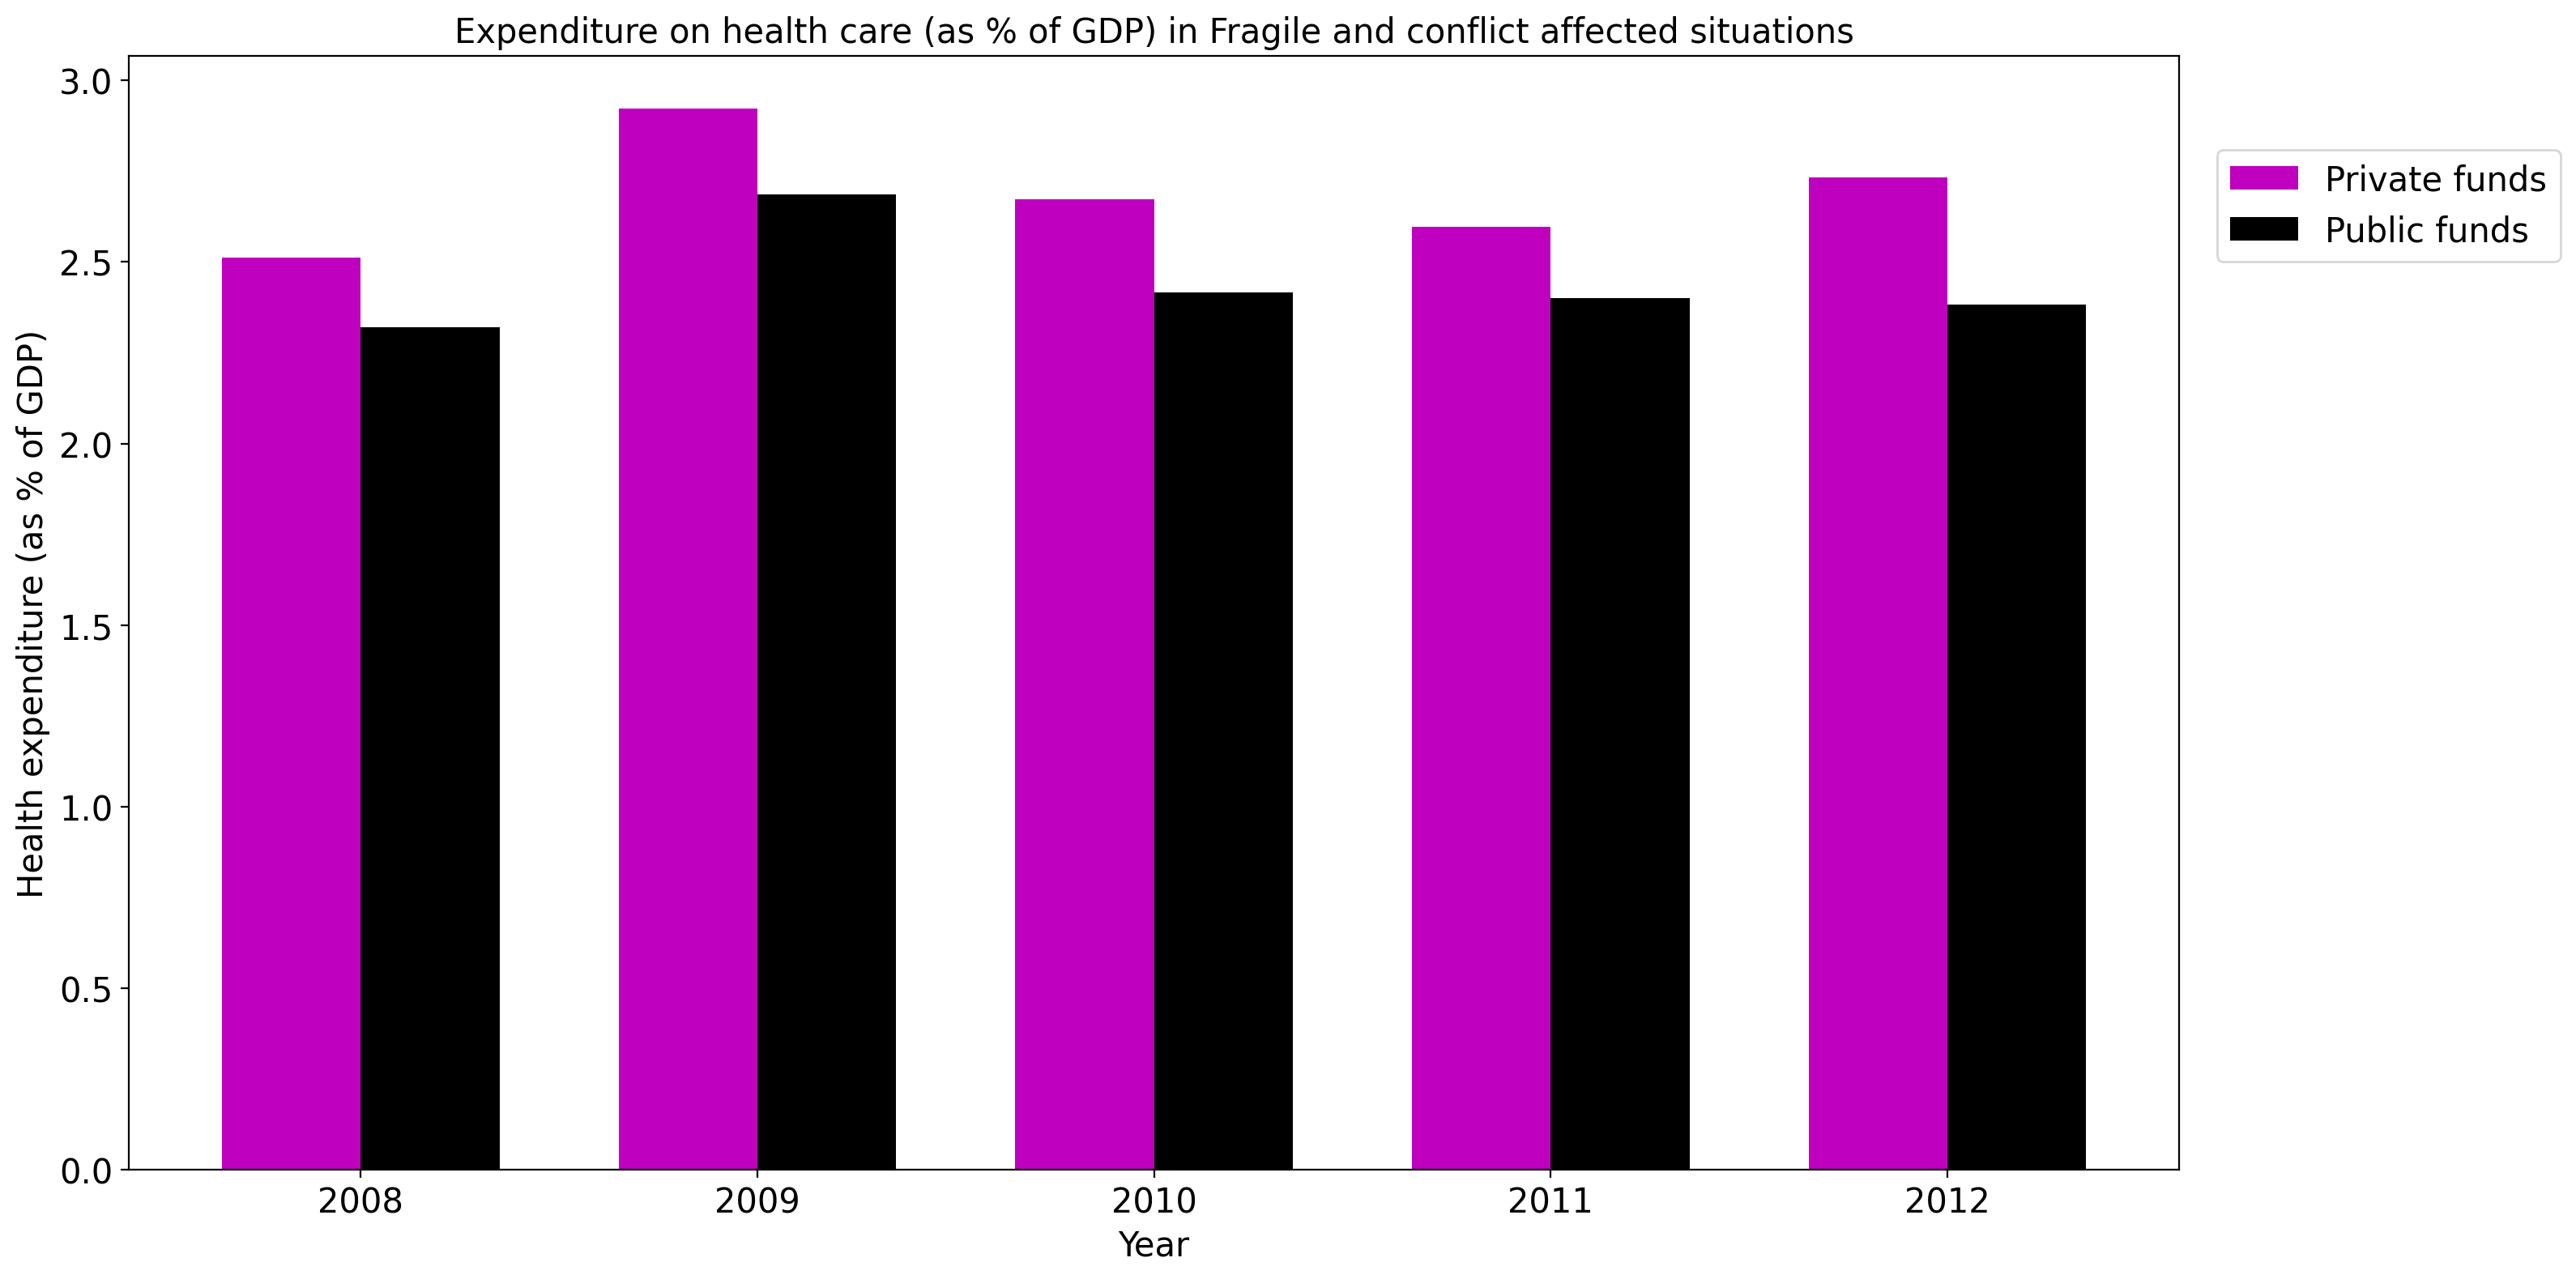 Expenditure on health care (as % of GDP) in Fragile and conflict affected situations
3.0
2.5
2.0
1.5
1.0
0.5
0.0
Health expenditure (as % of GDP)
2008 2009 2010 2011 2012
Year
Private funds
Public funds